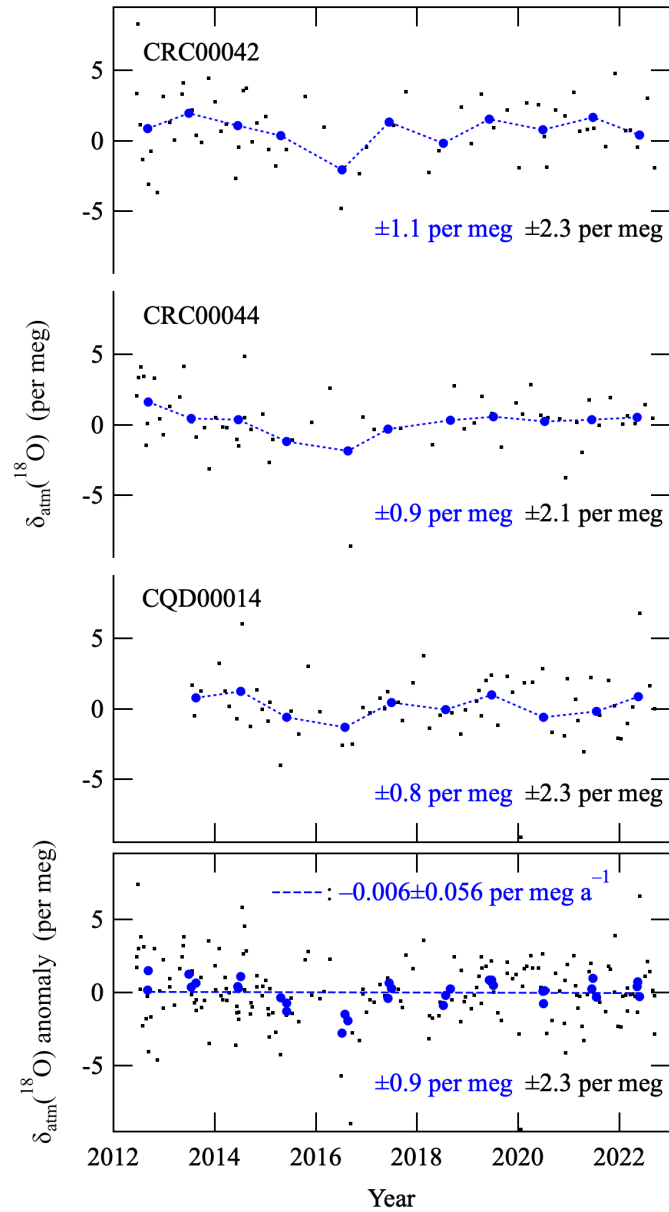 CRC00042
5
0
-5
±1.1 per meg ±2.3 per meg
CRC00044
5
0
-5
±0.9 per meg ±2.1 per meg
δatm(18O) (per meg)
CQD00014
5
0
-5
±0.8 per meg ±2.3 per meg
: –0.006±0.056 per meg a−1
5
0
-5
±0.9 per meg ±2.3 per meg
δatm(18O) anomaly (per meg)
2012 2014 2016 2018 2020 2022
Year